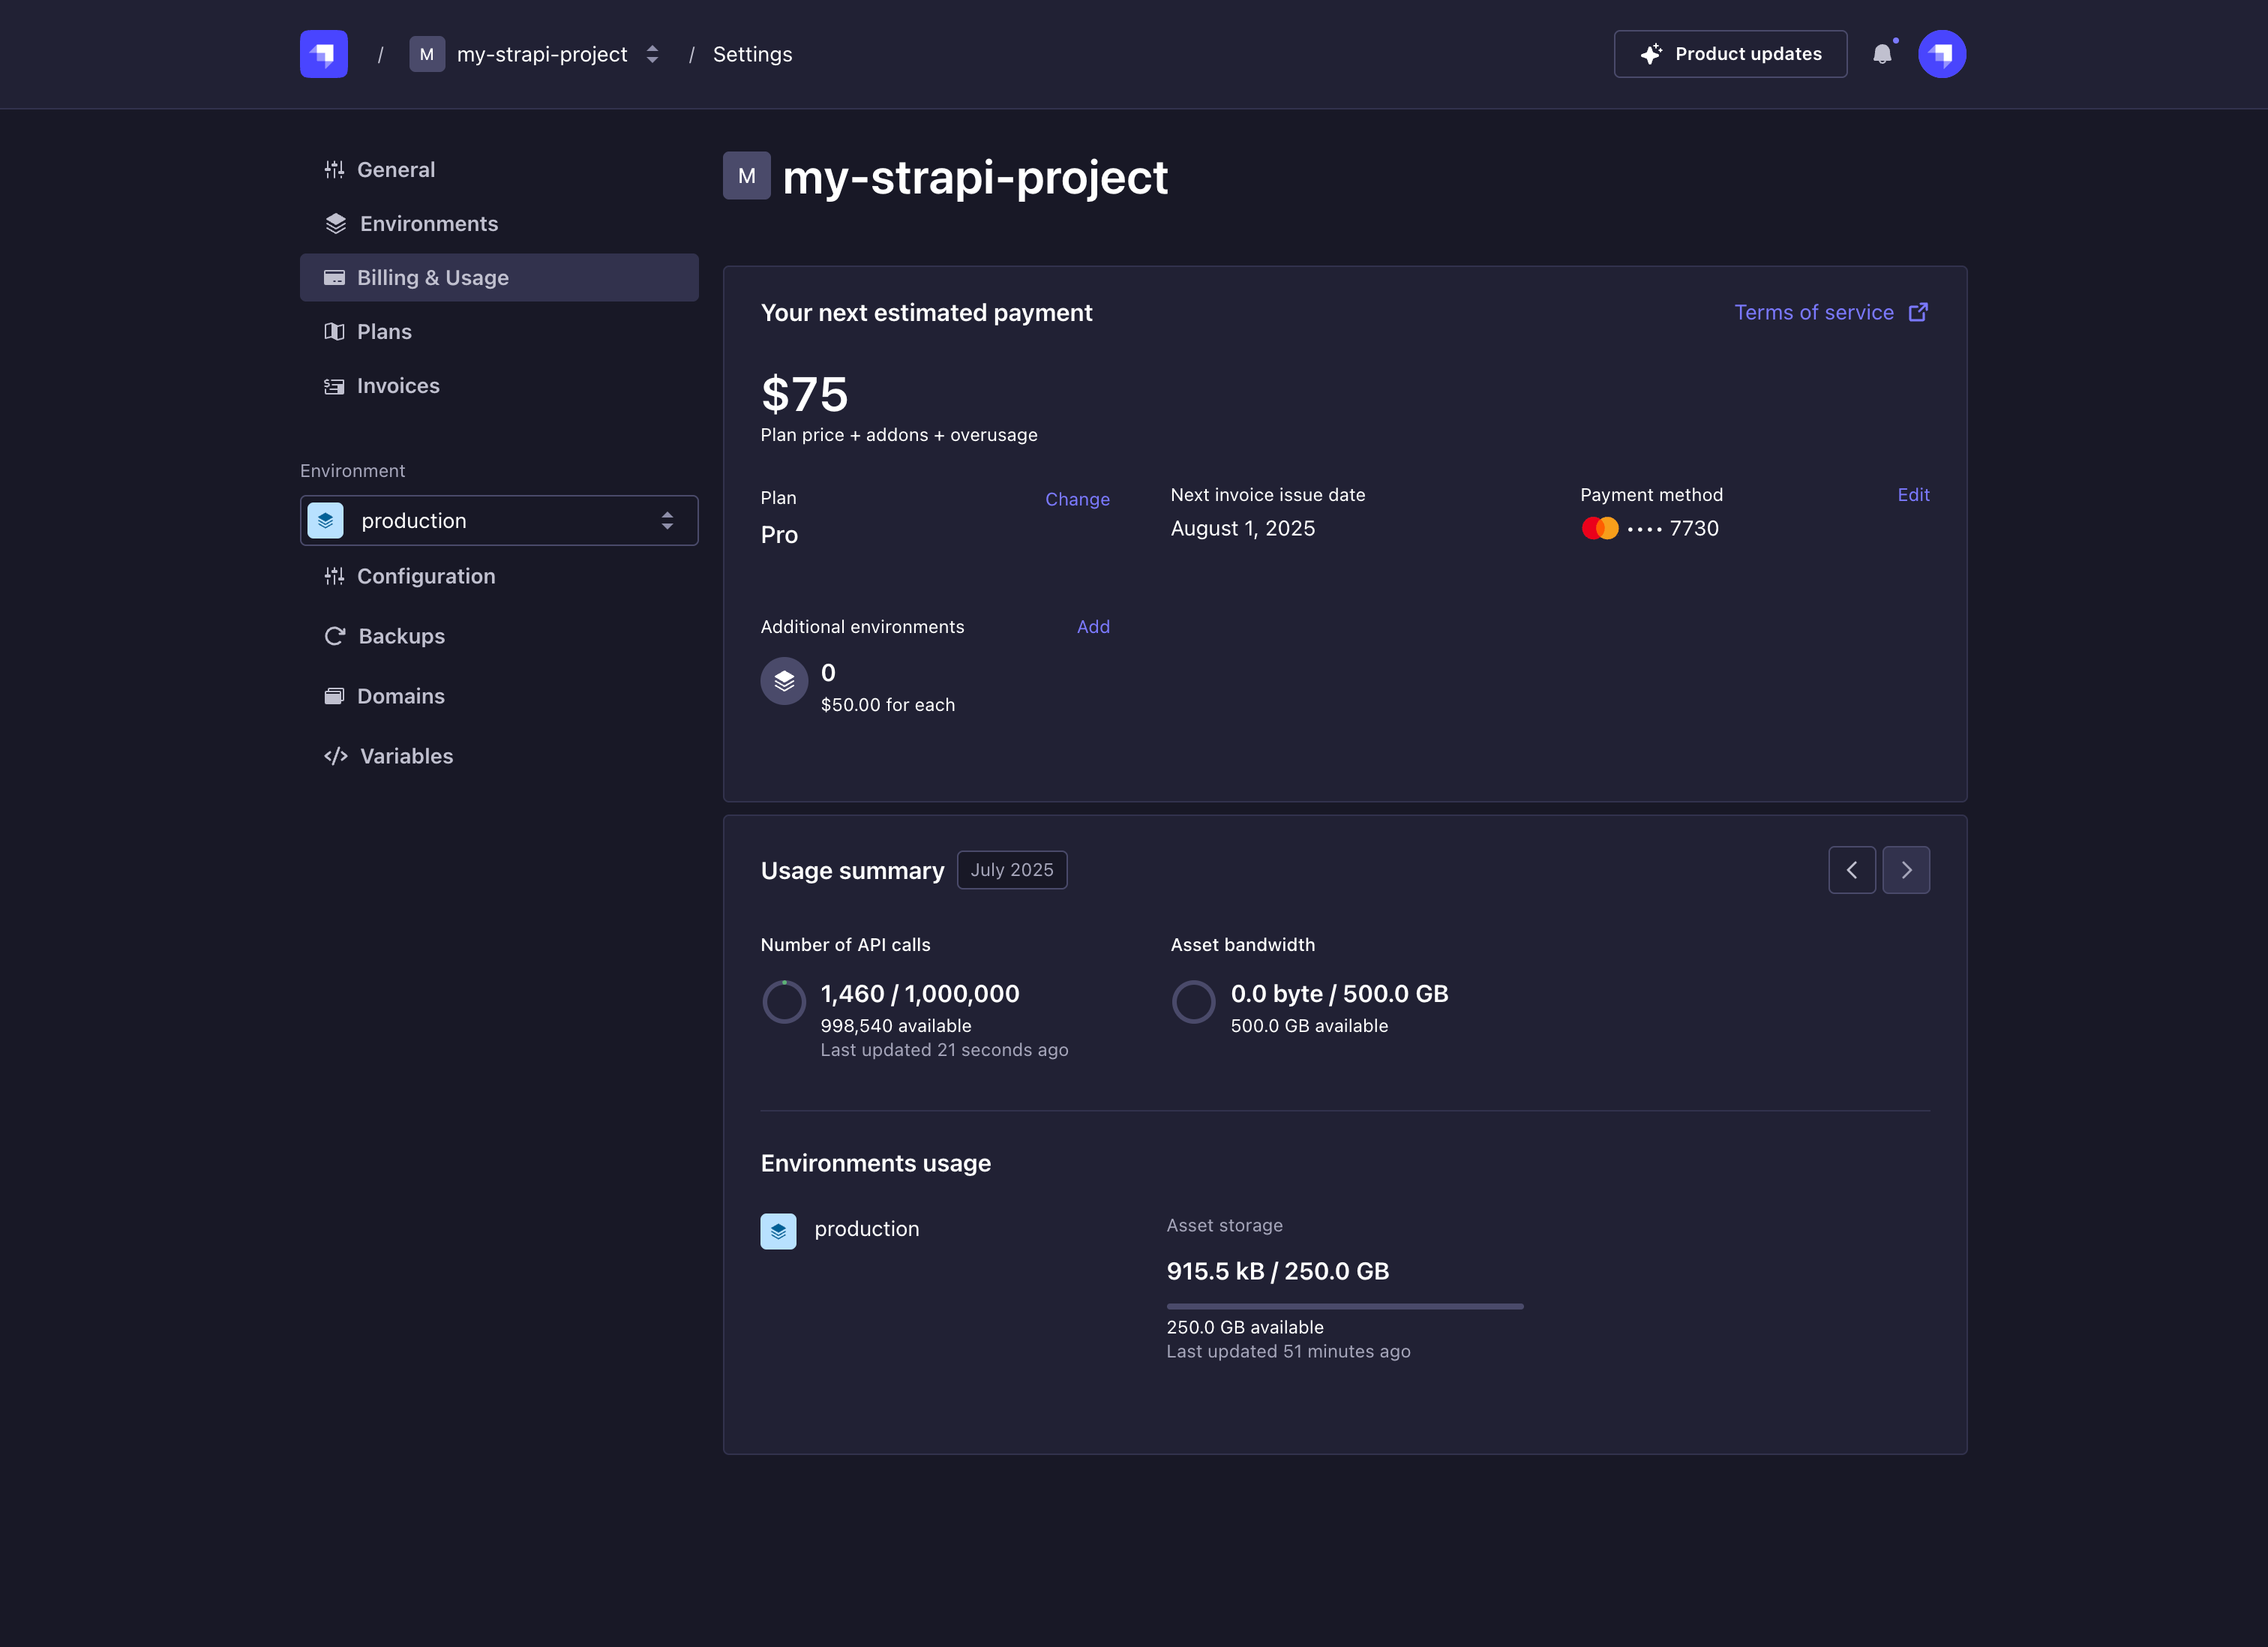 / M my-strapi-project / Settings
Product updates
General
Environments
Billing & Usage
Plans
Invoices
Environment
production
Configuration
Backups
Domains
Variables
M my-strapi-project
Your next estimated payment
Terms of service
$75
Plan price + addons + overusage
Plan
Change
Pro
Next invoice issue date
August 1, 2025
Payment method
Edit
•••• 7730
Additional environments
Add
0
$50.00 for each
Usage summary
July 2025
Number of API calls
1,460 / 1,000,000
998,540 available
Last updated 21 seconds ago
Asset bandwidth
0.0 byte / 500.0 GB
500.0 GB available
Environments usage
production
Asset storage
915.5 kB / 250.0 GB
250.0 GB available
Last updated 51 minutes ago